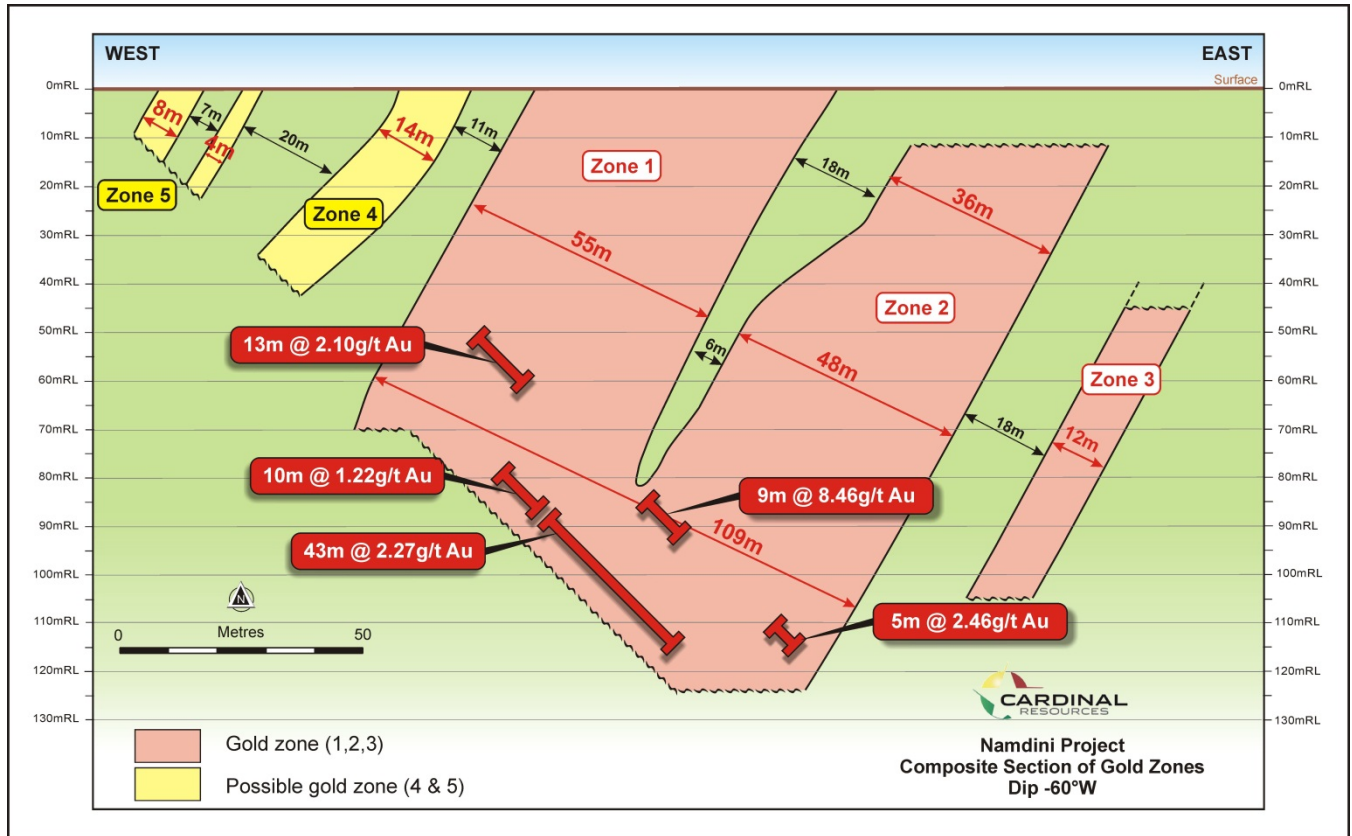 WEST
EAST
Surface
0mRL
10mRL
20mRL
30mRL
40mRL
50mRL
60mRL
70mRL
80mRL
90mRL
100mRL
110mRL
120mRL
130mRL
0mRL
10mRL
20mRL
30mRL
40mRL
50mRL
60mRL
70mRL
80mRL
90mRL
100mRL
110mRL
120mRL
130mRL
8m
7m
4m
20m
14m
11m
Zone 5
Zone 4
Zone 1
18m
36m
55m
Zone 2
6m
48m
Zone 3
18m
12m
109m
13m @ 2.10g/t Au
10m @ 1.22g/t Au
9m @ 8.46g/t Au
43m @ 2.27g/t Au
5m @ 2.46g/t Au
N
0 Metres 50
CARDINAL
RESOURCES
Gold zone (1,2,3)
Possible gold zone (4 & 5)
Namdini Project
Composite Section of Gold Zones
Dip -60°W